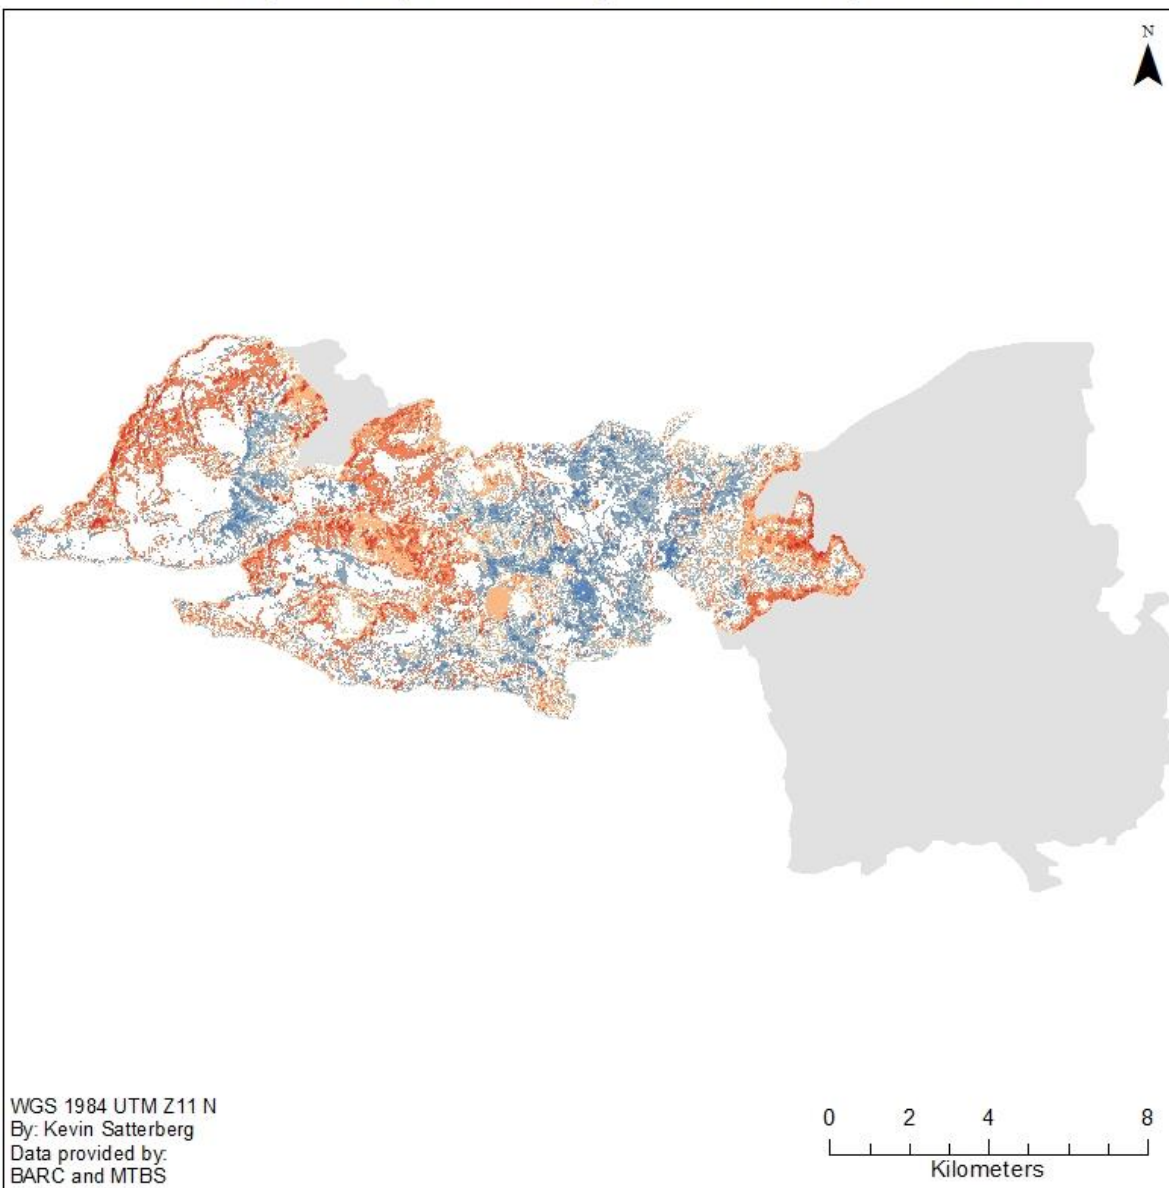 N
WGS 1984 UTM Z11 N
By: Kevin Satterberg
Data provided by:
BARC and MTBS
0 2 4 8
Kilometers